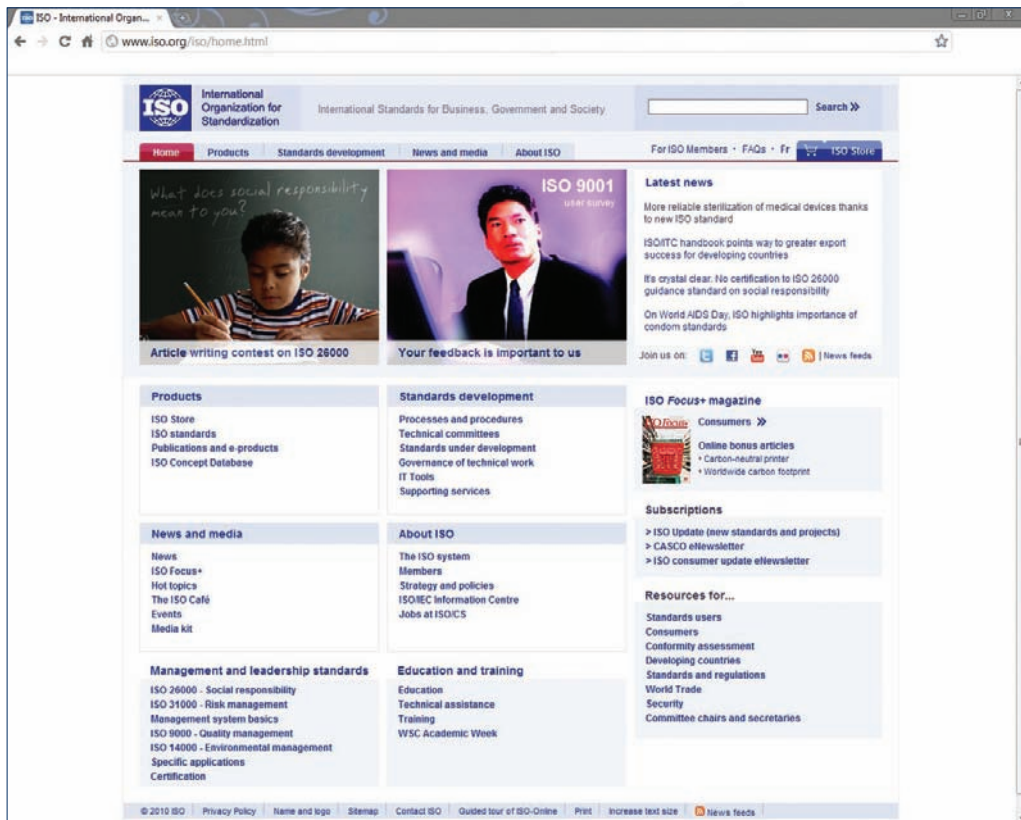 ISO - International Organ...
www.iso.org/iso/home.html
ISO
International
Organization for
Standardization
International Standards for Business, Government and Society
Search »
Home
Products
Standards development
News and media
About ISO
For ISO Members · FAQs · Fr
ISO Store
What does social responsibility
mean to you?
Article writing contest on ISO 26000
ISO 9001
user survey
Your feedback is important to us
Latest news
More reliable sterilization of medical devices thanks
to new ISO standard
ISO/ITC handbook points way to greater export
success for developing countries
It's crystal clear. No certification to ISO 26000
guidance standard on social responsibility
On World AIDS Day, ISO highlights importance of
condom standards
Join us on:
You
| News feeds
Products
ISO Store
ISO standards
Publications and e-products
ISO Concept Database
Standards development
Processes and procedures
Technical committees
Standards under development
Governance of technical work
IT Tools
Supporting services
ISO Focus+ magazine
ISO Focus+
Consumers »
Online bonus articles
• Carbon-neutral printer
• Worldwide carbon footprint
News and media
News
ISO Focus+
Hot topics
The ISO Café
Events
Media kit
About ISO
The ISO system
Members
Strategy and policies
ISO/IEC Information Centre
Jobs at ISO/CS
Subscriptions
> ISO Update (new standards and projects)
> CASCO eNewsletter
> ISO consumer update eNewsletter
Resources for...
Standards users
Consumers
Conformity assessment
Developing countries
Standards and regulations
World Trade
Security
Committee chairs and secretaries
Management and leadership standards
ISO 26000 - Social responsibility
ISO 31000 - Risk management
Management system basics
ISO 9000 - Quality management
ISO 14000 - Environmental management
Specific applications
Certification
Education and training
Education
Technical assistance
Training
WSC Academic Week
© 2010 ISO | Privacy Policy | Name and logo | Sitemap | Contact ISO | Guided tour of ISO-Online | Print | Increase text size | News feeds